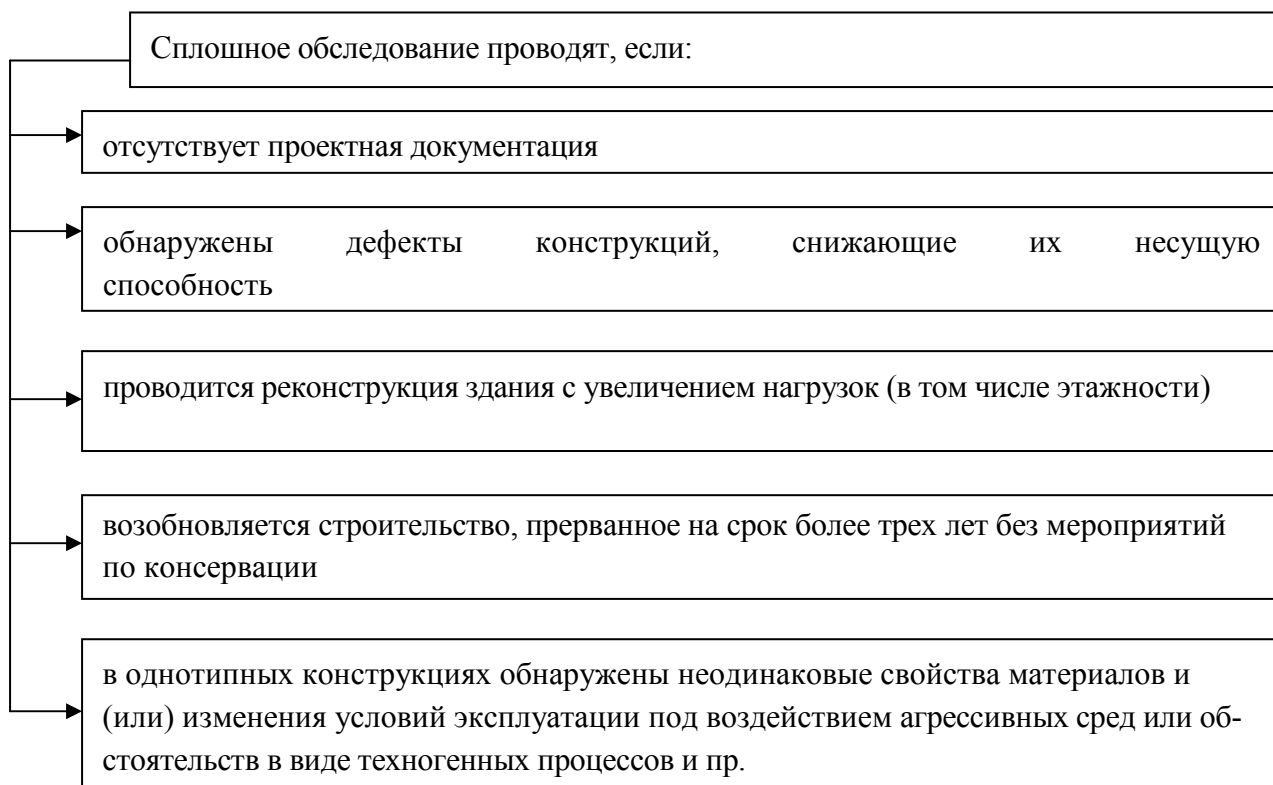 Сплошное обследование проводят, если:
отсутствует проектная документация
обнаружены дефекты конструкций, снижающие их несущую
способность
проводится реконструкция здания с увеличением нагрузок (в том числе этажности)
возобновляется строительство, прерванное на срок более трех лет без мероприятий
по консервации
в однотипных конструкциях обнаружены неодинаковые свойства материалов и
(или) изменения условий эксплуатации под воздействием агрессивных сред или об-
стоятельств в виде техногенных процессов и пр.